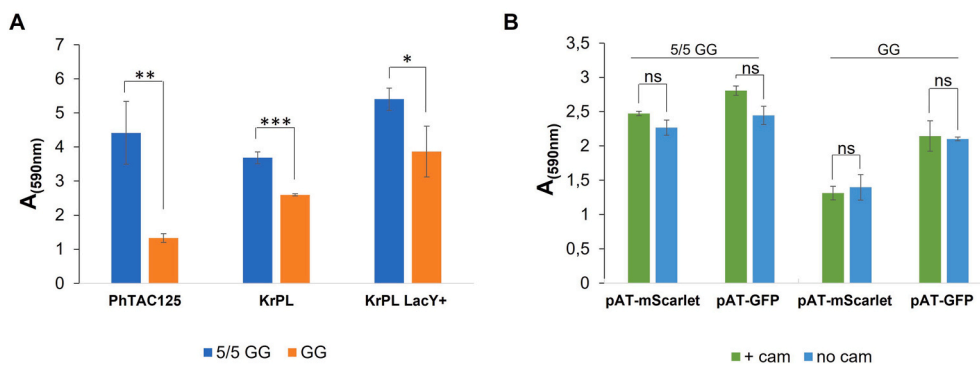 A
A(590nm)
7
6
5
4
3
2
1
0
**
***
*
PhTAC125
KrPL
KrPL LacY+
5/5 GG
GG
B
A(590nm)
3,5
3
2,5
2
1,5
1
0,5
0
5/5 GG
GG
ns
ns
ns
ns
pAT-mScarlet
pAT-GFP
pAT-mScarlet
pAT-GFP
+ cam
no cam